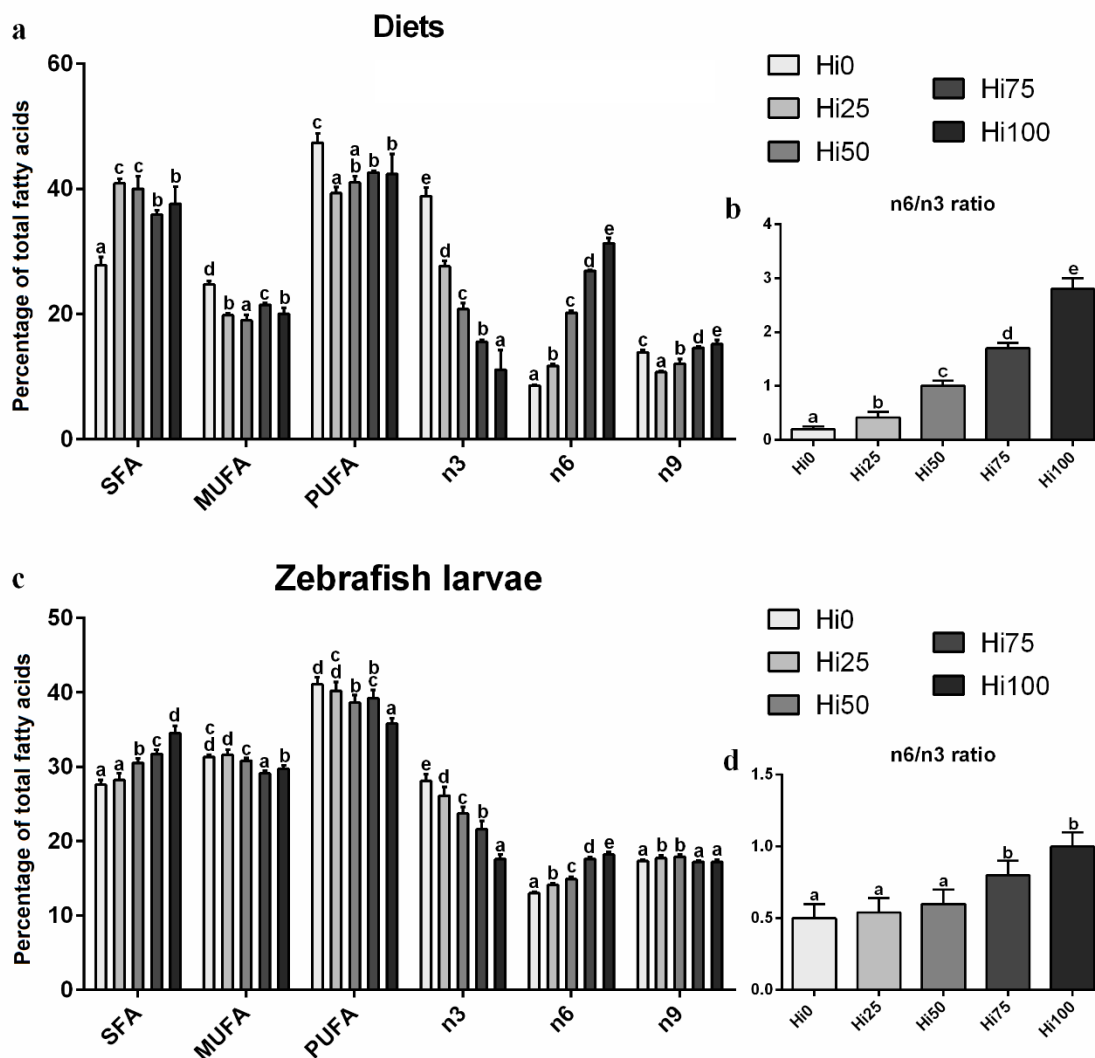 a
Diets
Percentage of total fatty acids
60
40
20
0
a c c b b
d b a c b
c a a b b b
e d c b a
a b c d e
c a b d e
SFA
MUFA
PUFA
n3
n6
n9
Hi0
Hi25
Hi50
Hi75
Hi100
b
n6/n3 ratio
4
3
2
1
0
a
b
c
d
e
Hi0
Hi25
Hi50
Hi75
Hi100
c
Zebrafish larvae
Percentage of total fatty acids
50
40
30
20
10
0
a a b c d
c d d c a b
d c d b b c a
e d c b a
a b c d e
a b b a a
SFA
MUFA
PUFA
n3
n6
n9
Hi0
Hi25
Hi50
Hi75
Hi100
d
n6/n3 ratio
1.5
1.0
0.5
0.0
a
a
a
b
b
Hi0
Hi25
Hi50
Hi75
Hi100